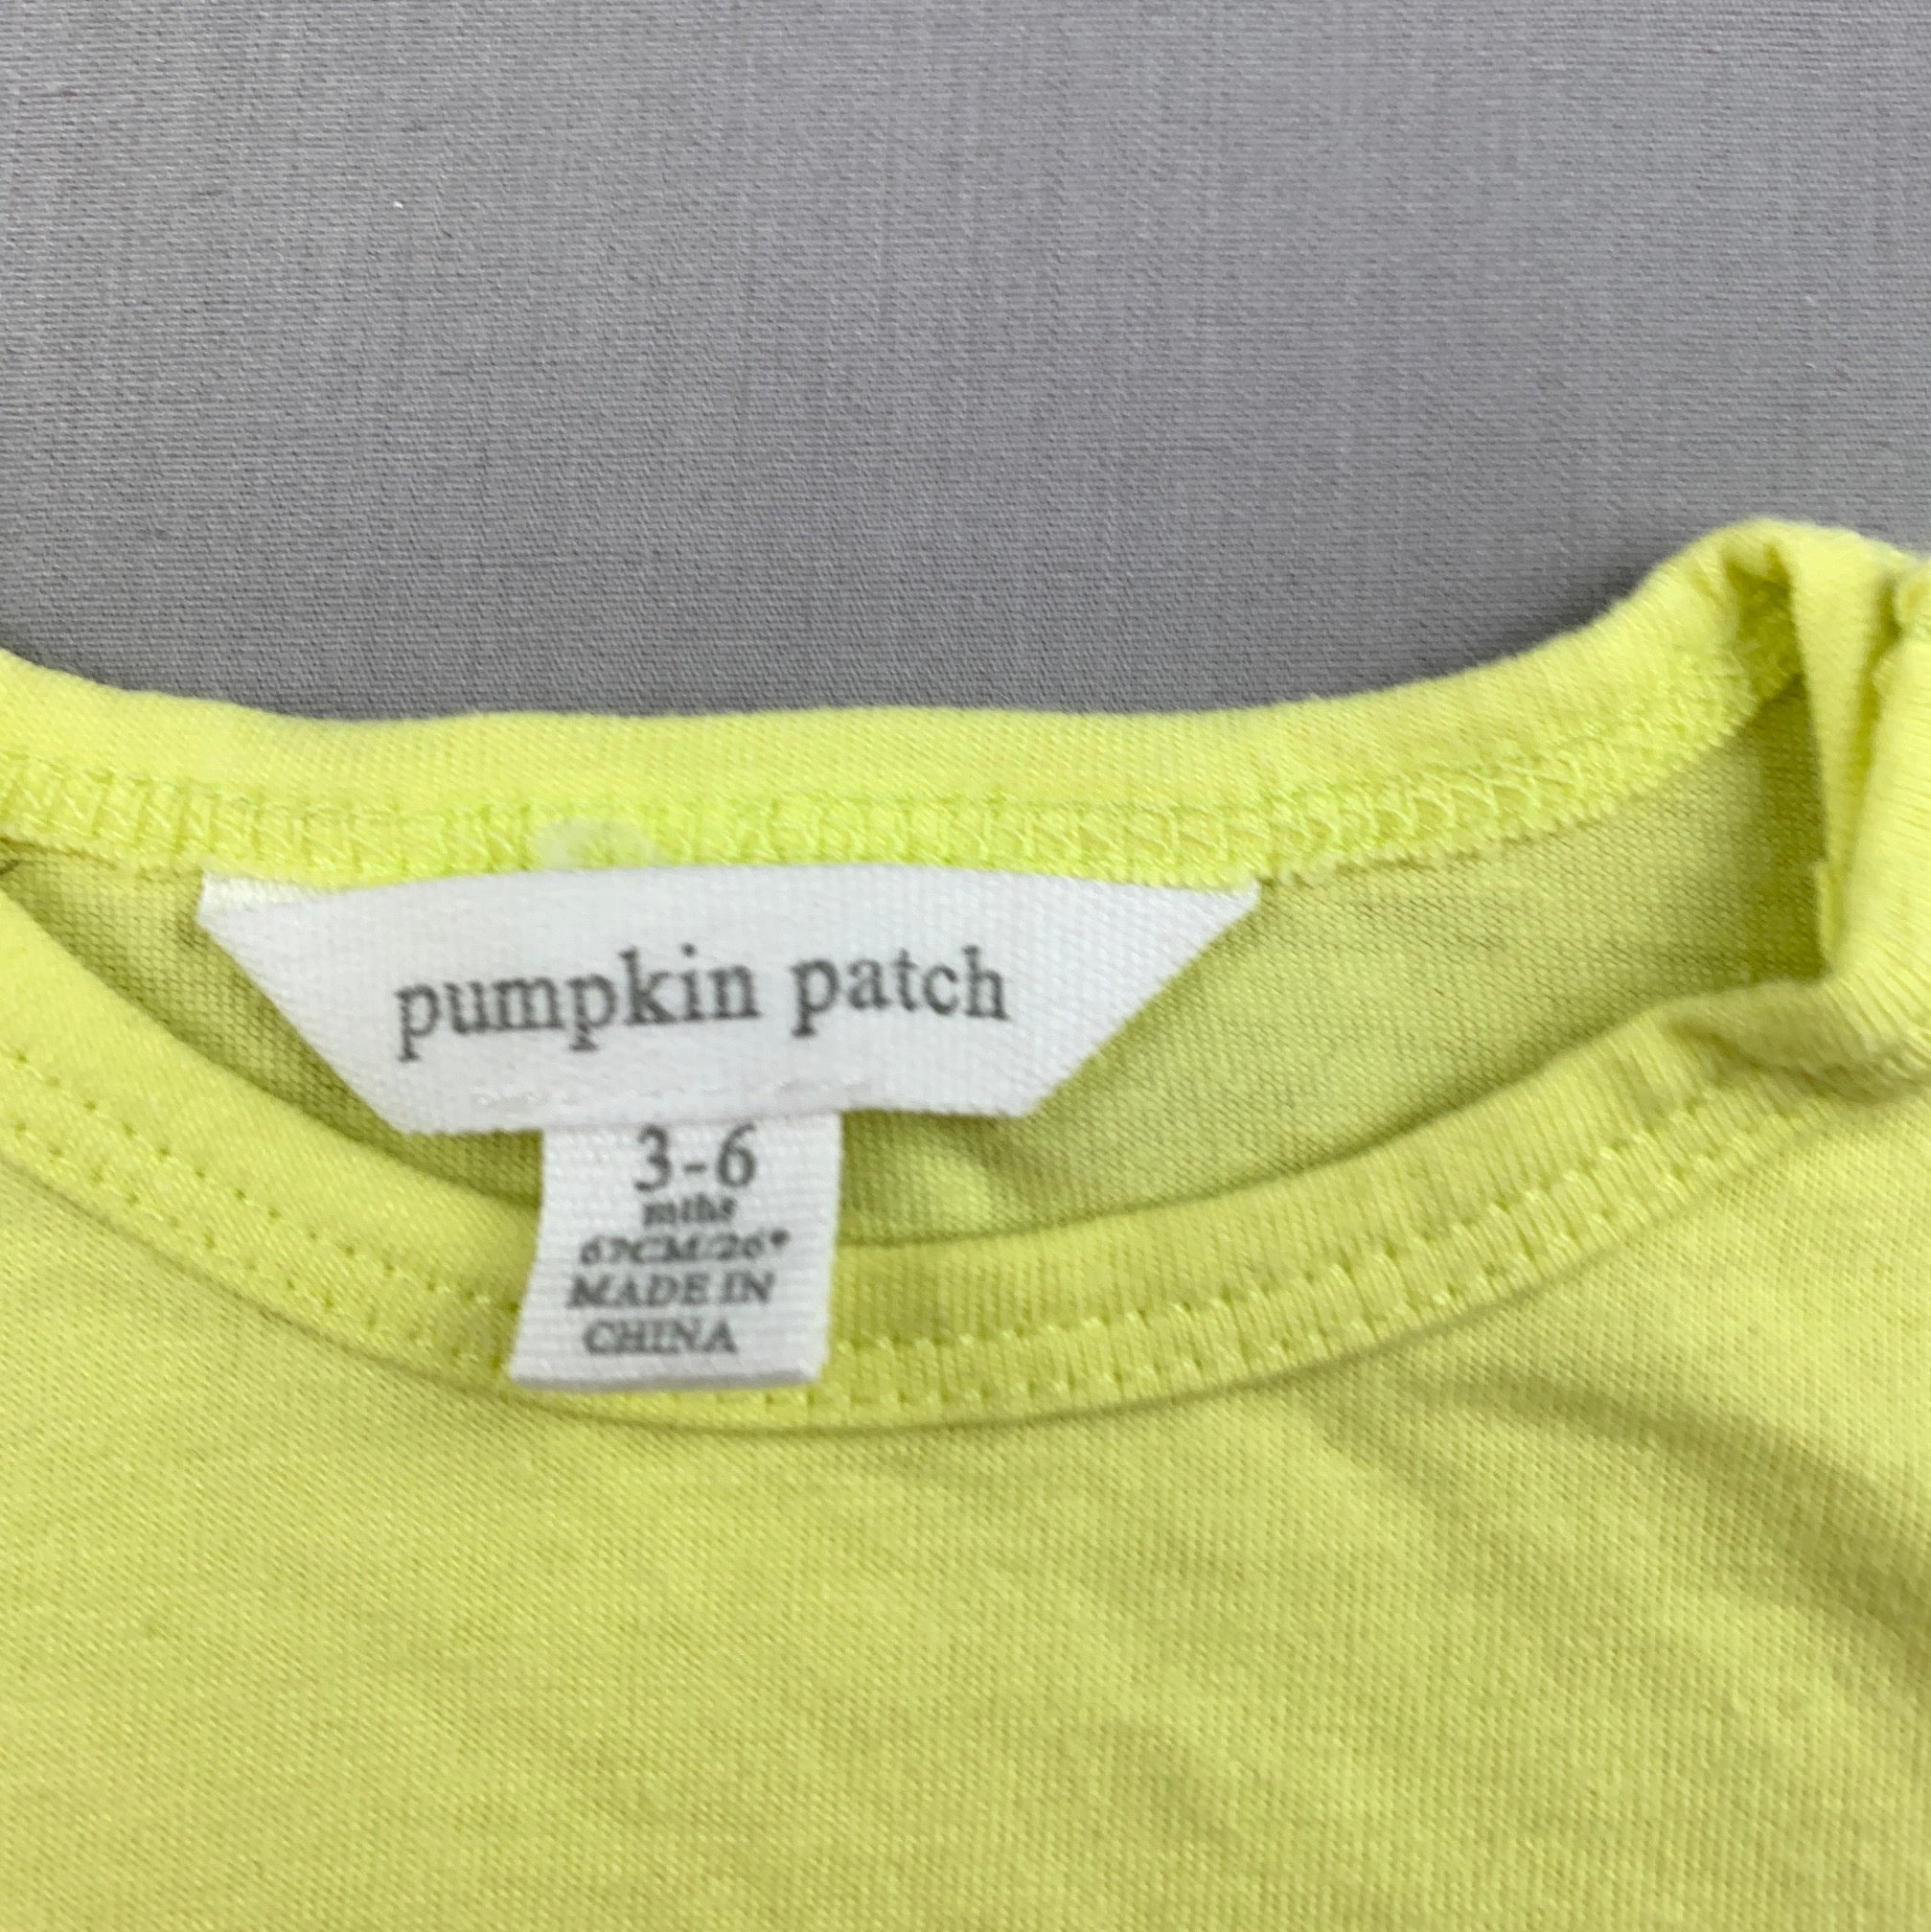 pumpkin patch
3-6
mths
67CM/26"
MADE IN
CHINA